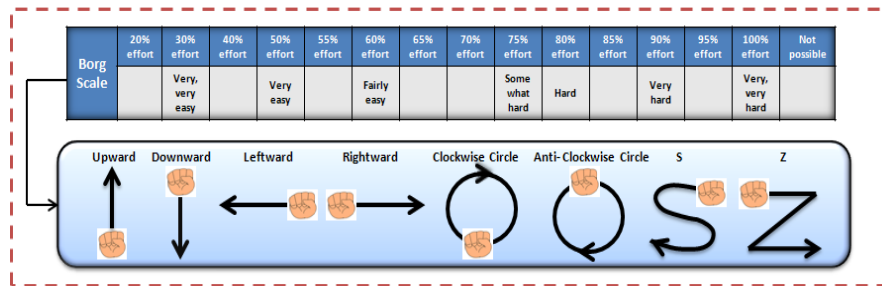 Borg Scale
20% effort
30% effort
40% effort
50% effort
55% effort
60% effort
65% effort
70% effort
75% effort
80% effort
85% effort
90% effort
95% effort
100% effort
Not possible
Very, very easy
Very easy
Fairly easy
Some what hard
Hard
Very hard
Very, very hard
Upward Downward Leftward Rightward Clockwise Circle Anti-Clockwise Circle S Z